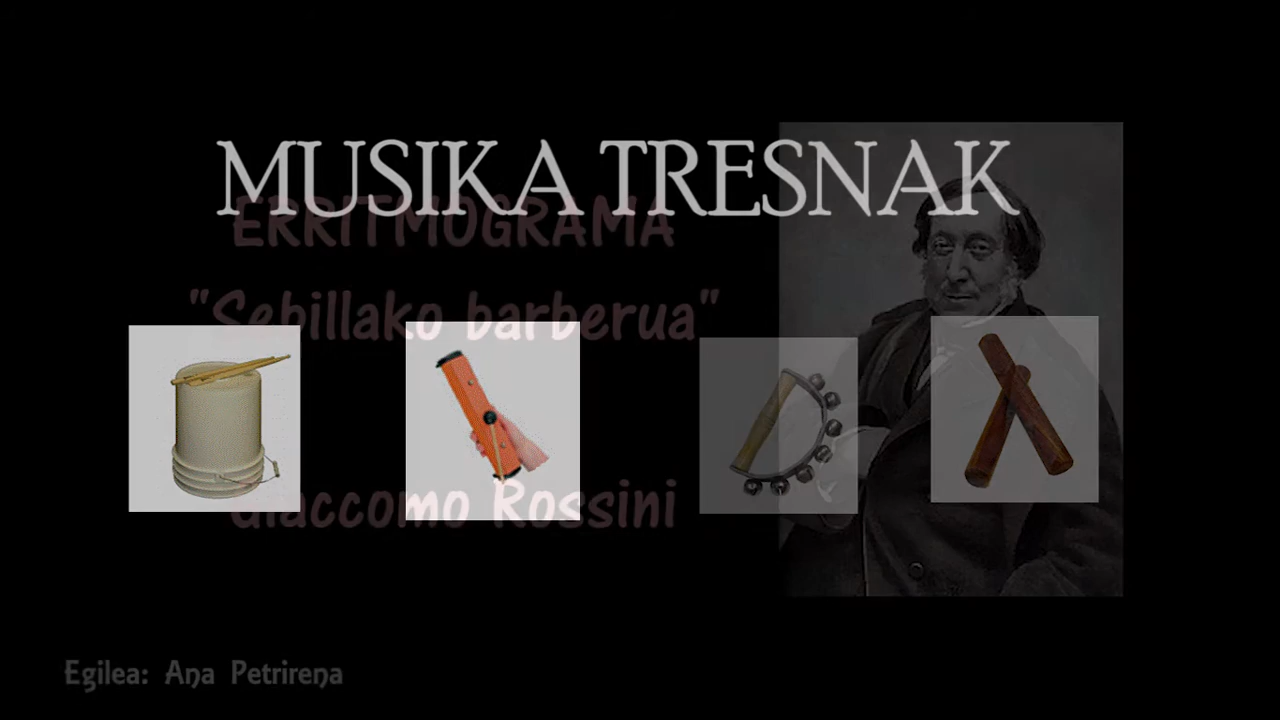 MUSIKA TRESNAK
ERRITMOGRAMA
"Sebillako barberua"
Giaccomo Rossini
Egilea: Ana Petrirena